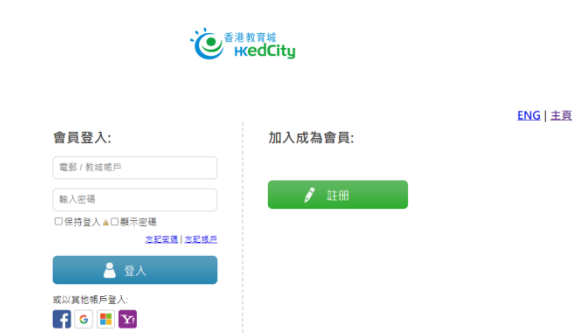 香港教育城
HKedCity
ENG | 主頁
會員登入:
加入成為會員:
電郵 / 教城帳戶
輸入密碼
保持登入 顯示密碼
忘記密碼 | 忘記帳戶
登入
註冊
或以其他帳戶登入:
f G Y!